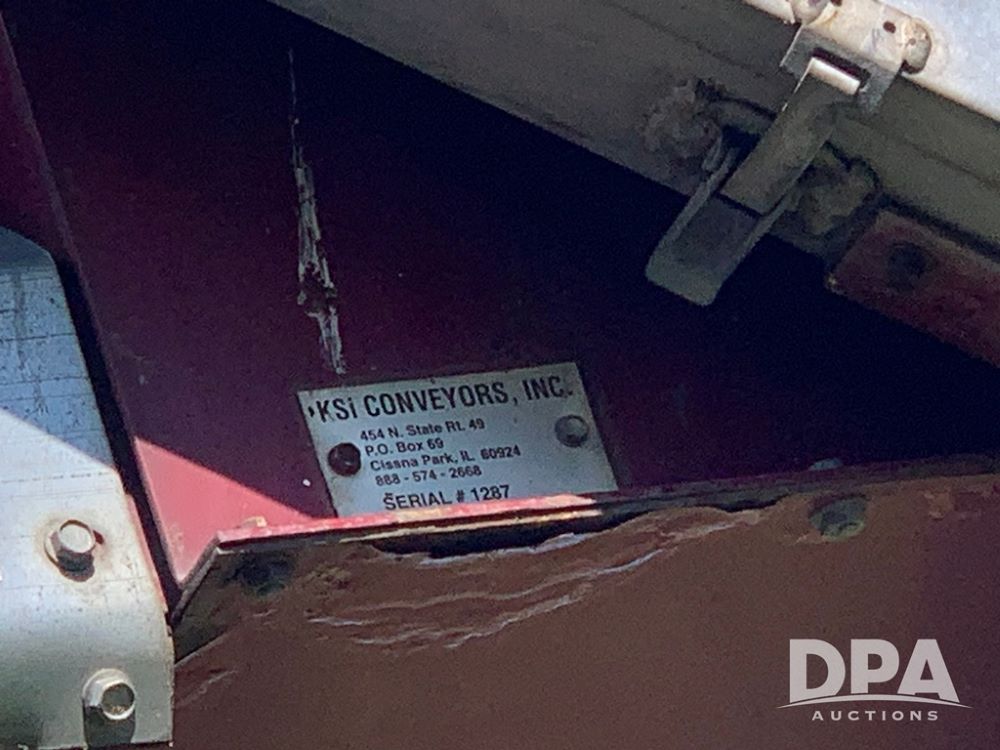 KSi CONVEYORS, INC.
454 N. State Rt. 49
P.O. Box 69
Cissna Park, IL 60924
888 - 574 - 2668
SERIAL # 1287
DPA
AUCTIONS